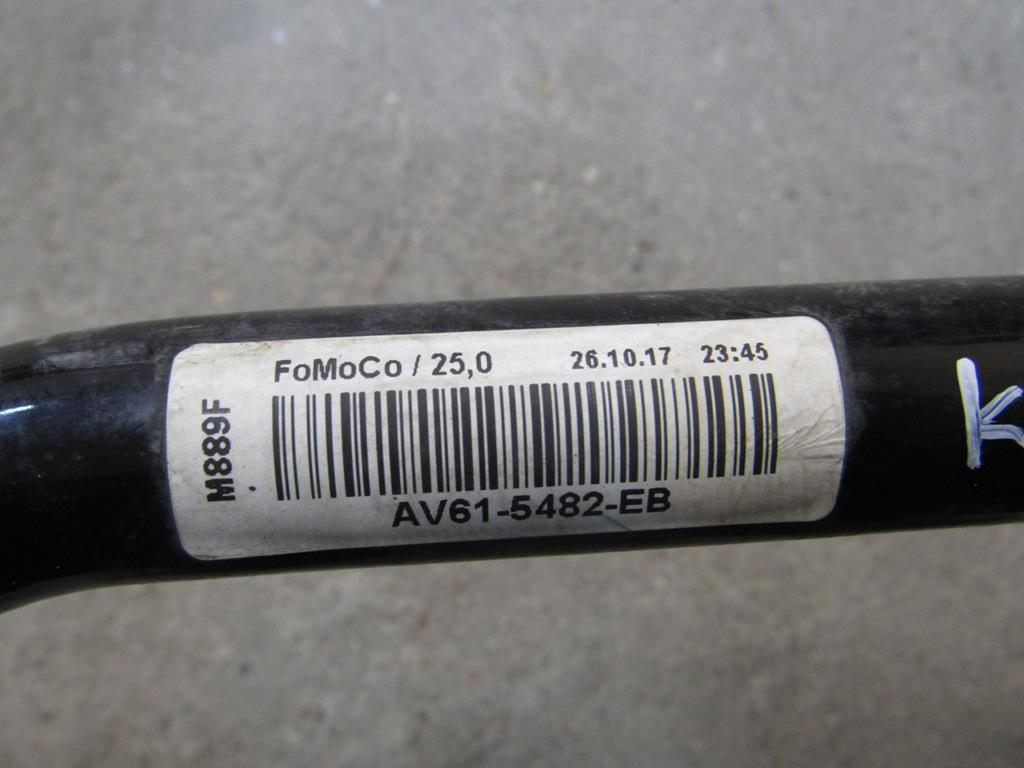 FoMoCo / 25,0 26.10.17 23:45
M889F
AV61-5482-EB
K